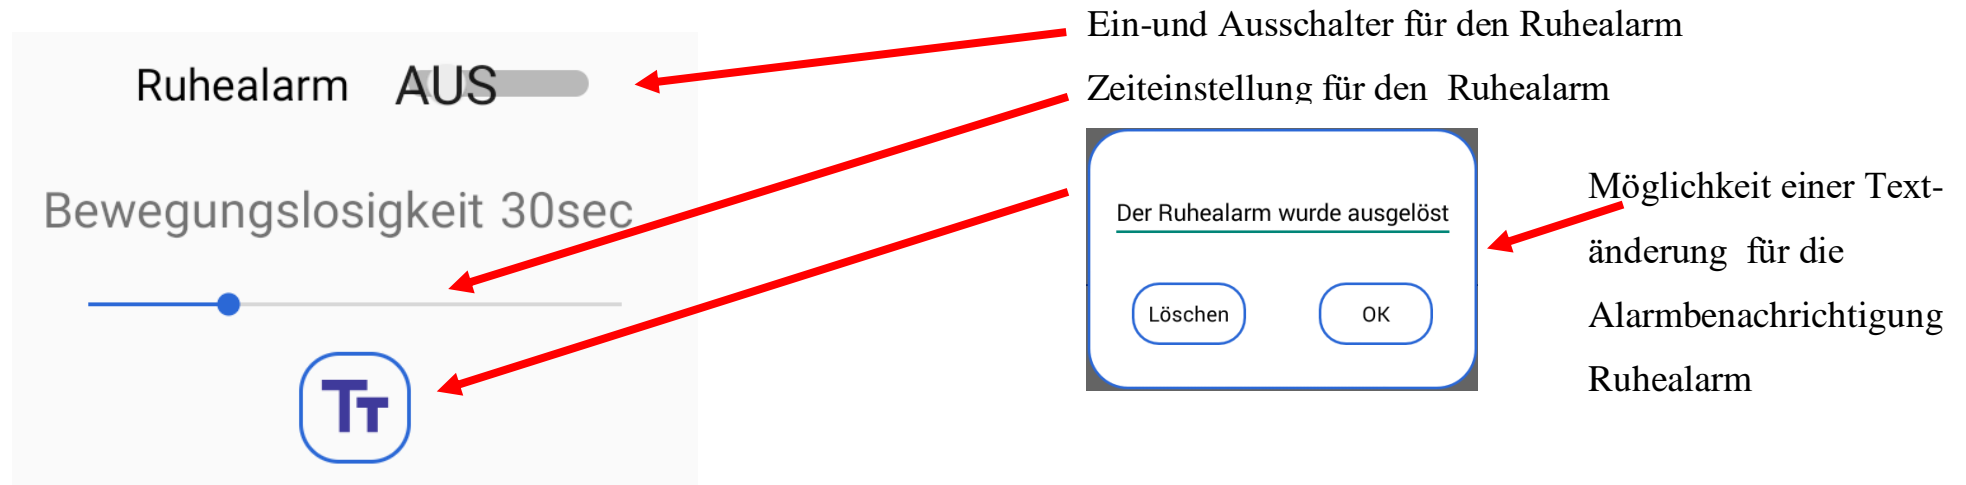 Ein-und Ausschalter für den Ruhealarm
Ruhealarm AUS
Zeiteinstellung für den Ruhealarm
Bewegungslosigkeit 30sec
TT
Der Ruhealarm wurde ausgelöst
Löschen OK
Möglichkeit einer Text-
änderung für die
Alarmbenachrichtigung
Ruhealarm